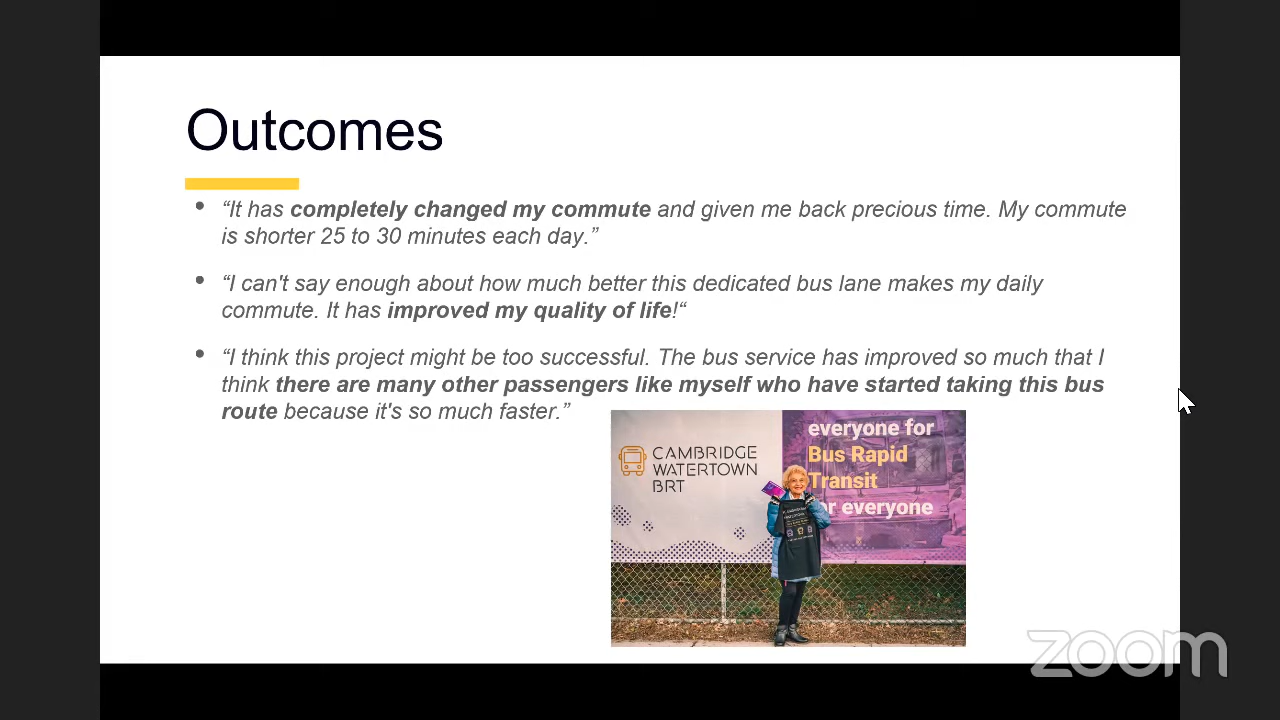 Outcomes
• “It has completely changed my commute and given me back precious time. My commute
is shorter 25 to 30 minutes each day.”
• “I can't say enough about how much better this dedicated bus lane makes my daily
commute. It has improved my quality of life!“
• “I think this project might be too successful. The bus service has improved so much that I
think there are many other passengers like myself who have started taking this bus
route because it's so much faster.”
everyone for
Bus Rapid
Transit
everyone
CAMBRIDGE
WATERTOWN
BRT
zoom